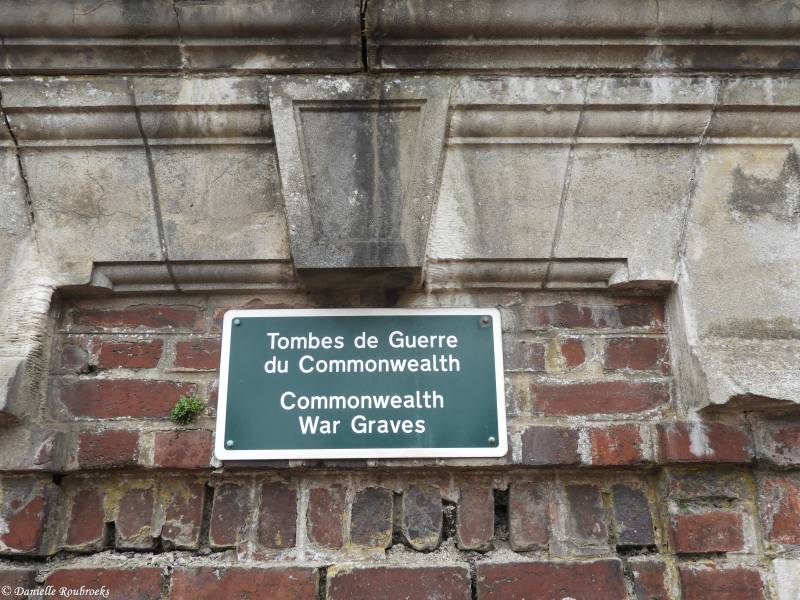 Tombes de Guerre
du Commonwealth
Commonwealth
War Graves
© Danielle Roubroeks